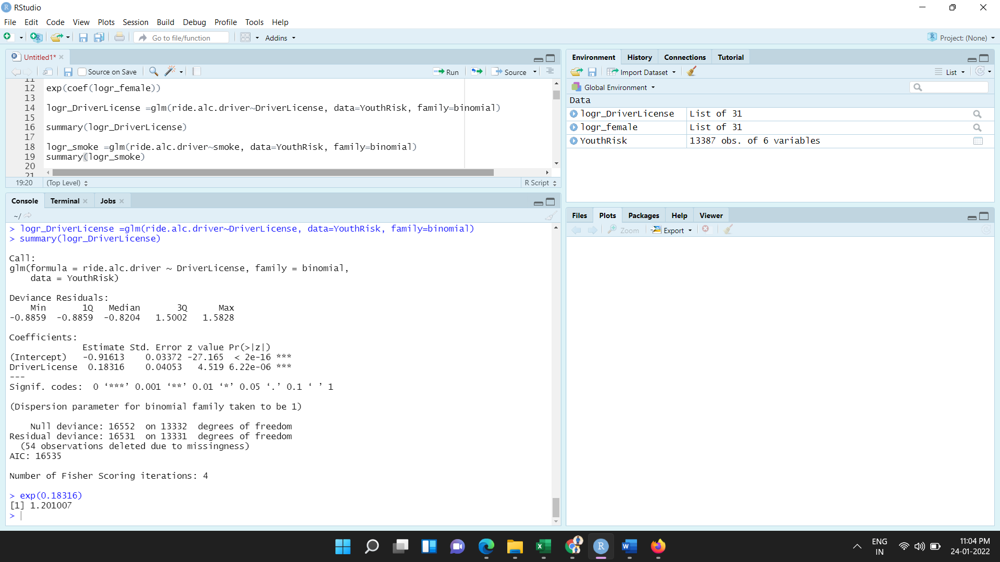 RStudio
File Edit Code View Plots Session Build Debug Profile Tools Help
Go to file/function Addins Project: (None)
Untitled1*
Source on Save Run Source
11
12 exp(coef(logr_female))
13
14 logr_DriverLicense =glm(ride.alc.driver~DriverLicense, data=YouthRisk, family=binomial)
15
16 summary(logr_DriverLicense)
17
18 logr_smoke =glm(ride.alc.driver~smoke, data=YouthRisk, family=binomial)
19 summary(logr_smoke)
20
21
19:20 (Top Level) R Script
Console Terminal Jobs
~/
> logr_DriverLicense =glm(ride.alc.driver~DriverLicense, data=YouthRisk, family=binomial)
> summary(logr_DriverLicense)
Call:
glm(formula = ride.alc.driver ~ DriverLicense, family = binomial,
    data = YouthRisk)
Deviance Residuals:
    Min       1Q   Median       3Q      Max
-0.8859  -0.8859  -0.8204   1.5002   1.5828
Coefficients:
              Estimate Std. Error z value Pr(>|z|)
(Intercept)   -0.91613    0.03372 -27.165  < 2e-16 ***
DriverLicense  0.18316    0.04053   4.519 6.22e-06 ***
---
Signif. codes:  0 ‘***’ 0.001 ‘**’ 0.01 ‘*’ 0.05 ‘.’ 0.1 ‘ ’ 1
(Dispersion parameter for binomial family taken to be 1)
    Null deviance: 16552  on 13332  degrees of freedom
Residual deviance: 16531  on 13331  degrees of freedom
  (54 observations deleted due to missingness)
AIC: 16535
Number of Fisher Scoring iterations: 4
> exp(0.18316)
[1] 1.201007
>
Environment History Connections Tutorial
Import Dataset List
Global Environment
Data
logr_DriverLicense List of 31
logr_female List of 31
YouthRisk 13387 obs. of 6 variables
Files Plots Packages Help Viewer
Zoom Export
ENG
IN
11:04 PM
24-01-2022